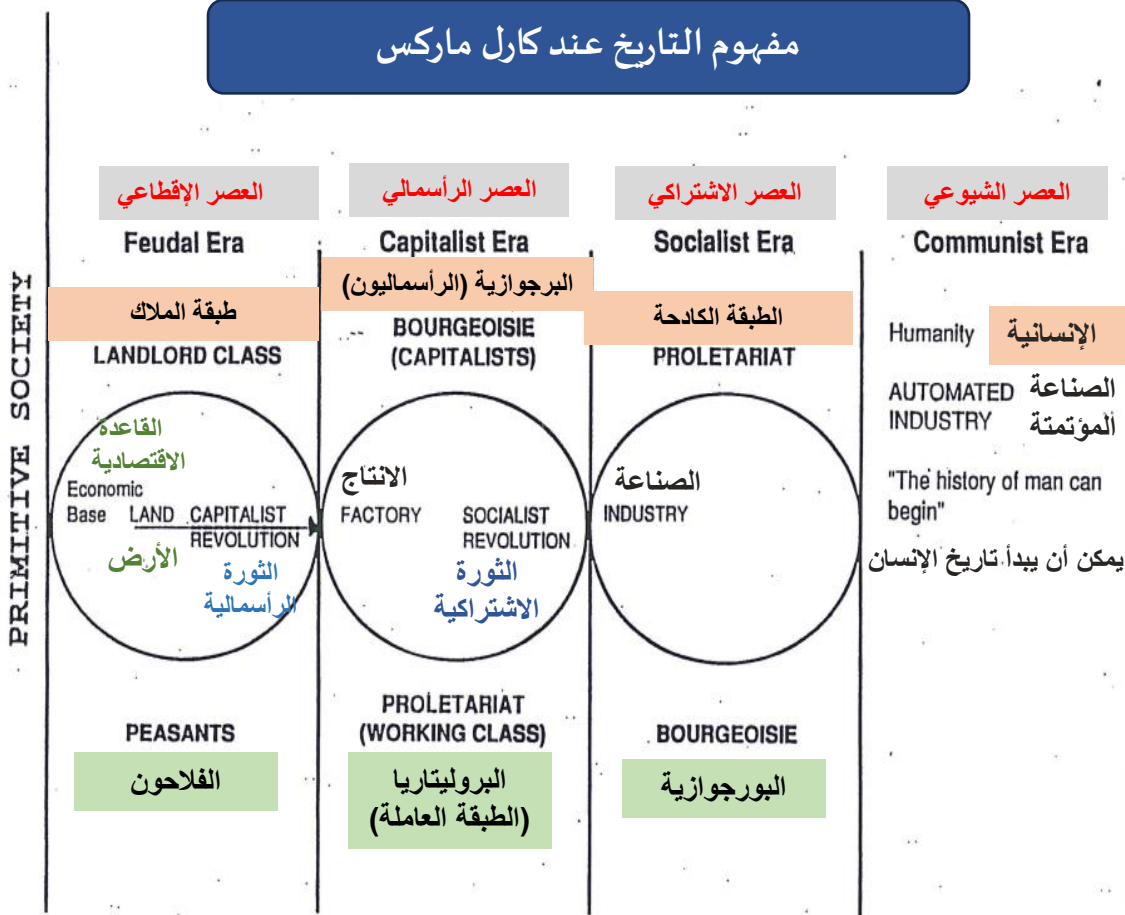 مفهوم التاريخ عند كارل ماركس
PRIMITIVE SOCIETY
العصر الإقطاعي
Feudal Era
طبقة الملاك
LANDLORD CLASS
القاعدة
الاقتصادية
Economic
Base LAND CAPITALIST
REVOLUTION
الأرض
الثورة
الرأسمالية
PEASANTS
الفلاحون
العصر الرأسمالي
Capitalist Era
البرجوازية (الرأسماليون)
BOURGEOISIE
(CAPITALISTS)
الانتاج
FACTORY SOCIALIST
REVOLUTION
الثورة
الاشتراكية
PROLETARIAT
(WORKING CLASS)
البروليتاريا
(الطبقة العاملة)
العصر الاشتراكي
Socialist Era
الطبقة الكادحة
PROLETARIAT
الصناعة
INDUSTRY
BOURGEOISIE
البورجوازية
العصر الشيوعي
Communist Era
Humanity الإنسانية
AUTOMATED الصناعة
INDUSTRY المؤتمتة
"The history of man can
begin"
يمكن أن يبدأ تاريخ الإنسان